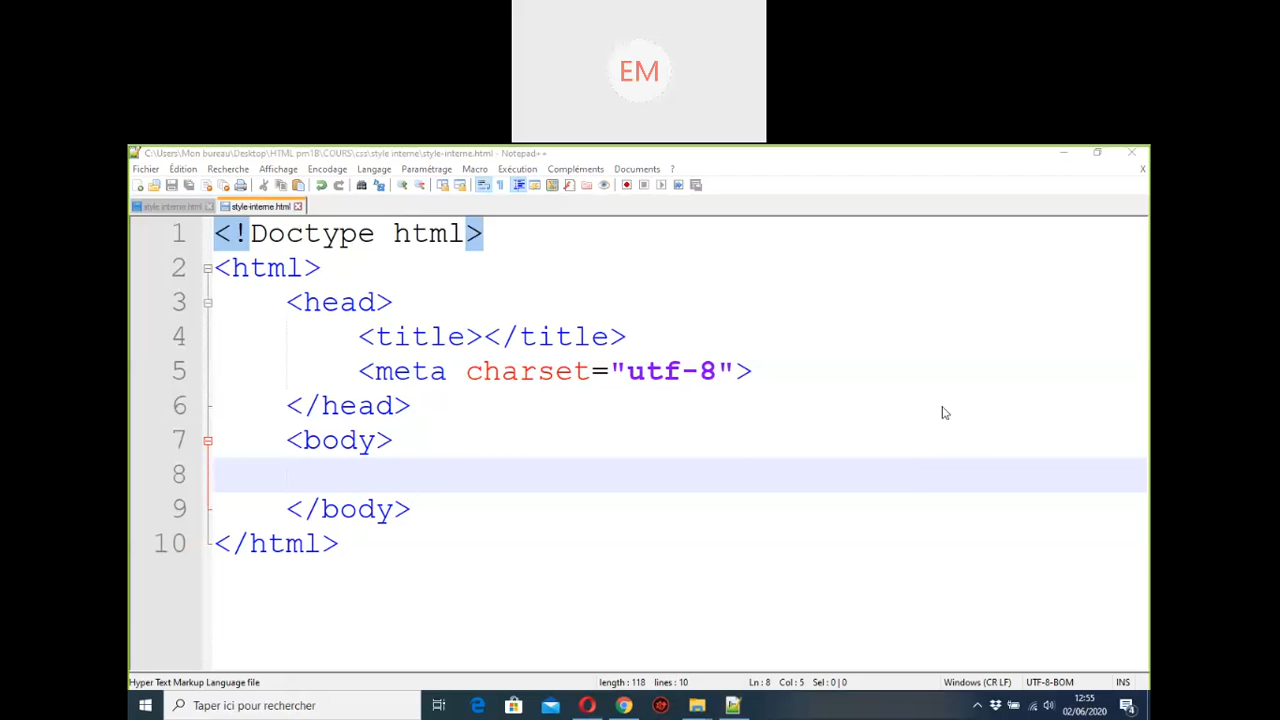 EM
C:\Users\Mon bureau\Desktop\HTML pm1B\COURS\css\style interne\style-interne.html - Notepad++
Fichier Édition Recherche Affichage Encodage Langage Paramétrage Macro Exécution Compléments Documents ? X
style interne.html style-interne.html
1 <!Doctype html>
2 <html>
3 <head>
4 <title></title>
5 <meta charset="utf-8">
6 </head>
7 <body>
8
9 </body>
10 </html>
Hyper Text Markup Language file length : 118 lines : 10 Ln : 8 Col : 5 Sel : 0 | 0 Windows (CR LF) UTF-8-BOM INS
Taper ici pour rechercher 12:55
02/06/2020 4